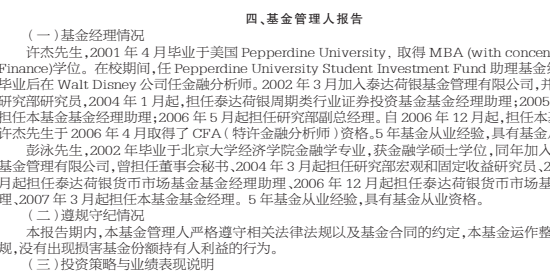 四、基金管理人报告
(一)基金经理情况
许杰先生,2001 年 4 月毕业于美国 Pepperdine University, 取得 MBA (with concen
Finance)学位。在校期间,任 Pepperdine University Student Investment Fund 助理基金
毕业后在 Walt Disney 公司任金融分析师。2002 年 3 月加入泰达荷银基金管理有限公司,
研究部研究员,2004 年 1 月起,担任泰达荷银周期类行业证券投资基金基金经理助理;2005
担任本基金基金经理助理;2006 年 5 月起担任研究部副总经理。自 2006 年 12 月起,担任本基
许杰先生于 2006 年 4 月取得了 CFA(特许金融分析师)资格。5 年基金从业经验,具有基金
彭泳先生,2002 年毕业于北京大学经济学院金融学专业,获金融学硕士学位,同年加入
基金管理有限公司,曾担任董事会秘书、2004 年 3 月起担任研究部宏观和固定收益研究员、2
月起担任泰达荷银货币市场基金基金经理助理、2006 年 12 月起担任泰达荷银货币市场基
理、2007 年 3 月起担任本基金基金经理。 5 年基金从业经验,具有基金从业资格。
(二)遵规守纪情况
本报告期内,本基金管理人严格遵守相关法律法规以及基金合同的约定,本基金运作整
规,没有出现损害基金份额持有人利益的行为。
(三)投资策略与业绩表现说明